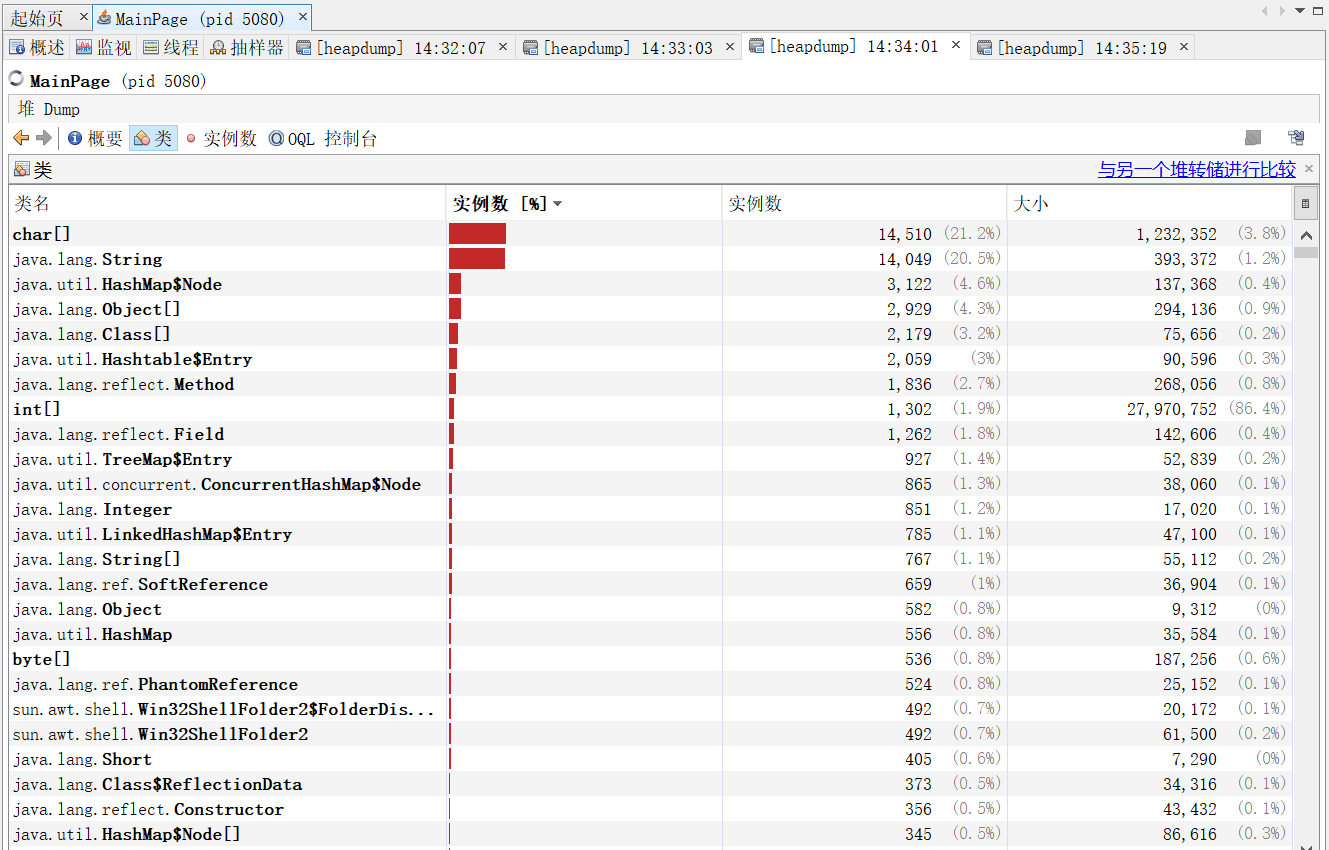 起始页 × MainPage (pid 5080) ×
概述 监视 线程 抽样器 [heapdump] 14:32:07 × [heapdump] 14:33:03 × [heapdump] 14:34:01 × [heapdump] 14:35:19 ×
MainPage (pid 5080)
堆 Dump
概要 类 实例数 OQL 控制台
类 与另一个堆转储进行比较 ×
类名 实例数 [%] 实例数 大小
char[] 14,510 (21.2%) 1,232,352 (3.8%)
java.lang.String 14,049 (20.5%) 393,372 (1.2%)
java.util.HashMap$Node 3,122 (4.6%) 137,368 (0.4%)
java.lang.Object[] 2,929 (4.3%) 294,136 (0.9%)
java.lang.Class[] 2,179 (3.2%) 75,656 (0.2%)
java.util.Hashtable$Entry 2,059 (3%) 90,596 (0.3%)
java.lang.reflect.Method 1,836 (2.7%) 268,056 (0.8%)
int[] 1,302 (1.9%) 27,970,752 (86.4%)
java.lang.reflect.Field 1,262 (1.8%) 142,606 (0.4%)
java.util.TreeMap$Entry 927 (1.4%) 52,839 (0.2%)
java.util.concurrent.ConcurrentHashMap$Node 865 (1.3%) 38,060 (0.1%)
java.lang.Integer 851 (1.2%) 17,020 (0.1%)
java.util.LinkedHashMap$Entry 785 (1.1%) 47,100 (0.1%)
java.lang.String[] 767 (1.1%) 55,112 (0.2%)
java.lang.ref.SoftReference 659 (1%) 36,904 (0.1%)
java.lang.Object 582 (0.8%) 9,312 (0%)
java.util.HashMap 556 (0.8%) 35,584 (0.1%)
byte[] 536 (0.8%) 187,256 (0.6%)
java.lang.ref.PhantomReference 524 (0.8%) 25,152 (0.1%)
sun.awt.shell.Win32ShellFolder2$FolderDis... 492 (0.7%) 20,172 (0.1%)
sun.awt.shell.Win32ShellFolder2 492 (0.7%) 61,500 (0.2%)
java.lang.Short 405 (0.6%) 7,290 (0%)
java.lang.Class$ReflectionData 373 (0.5%) 34,316 (0.1%)
java.lang.reflect.Constructor 356 (0.5%) 43,432 (0.1%)
java.util.HashMap$Node[] 345 (0.5%) 86,616 (0.3%)